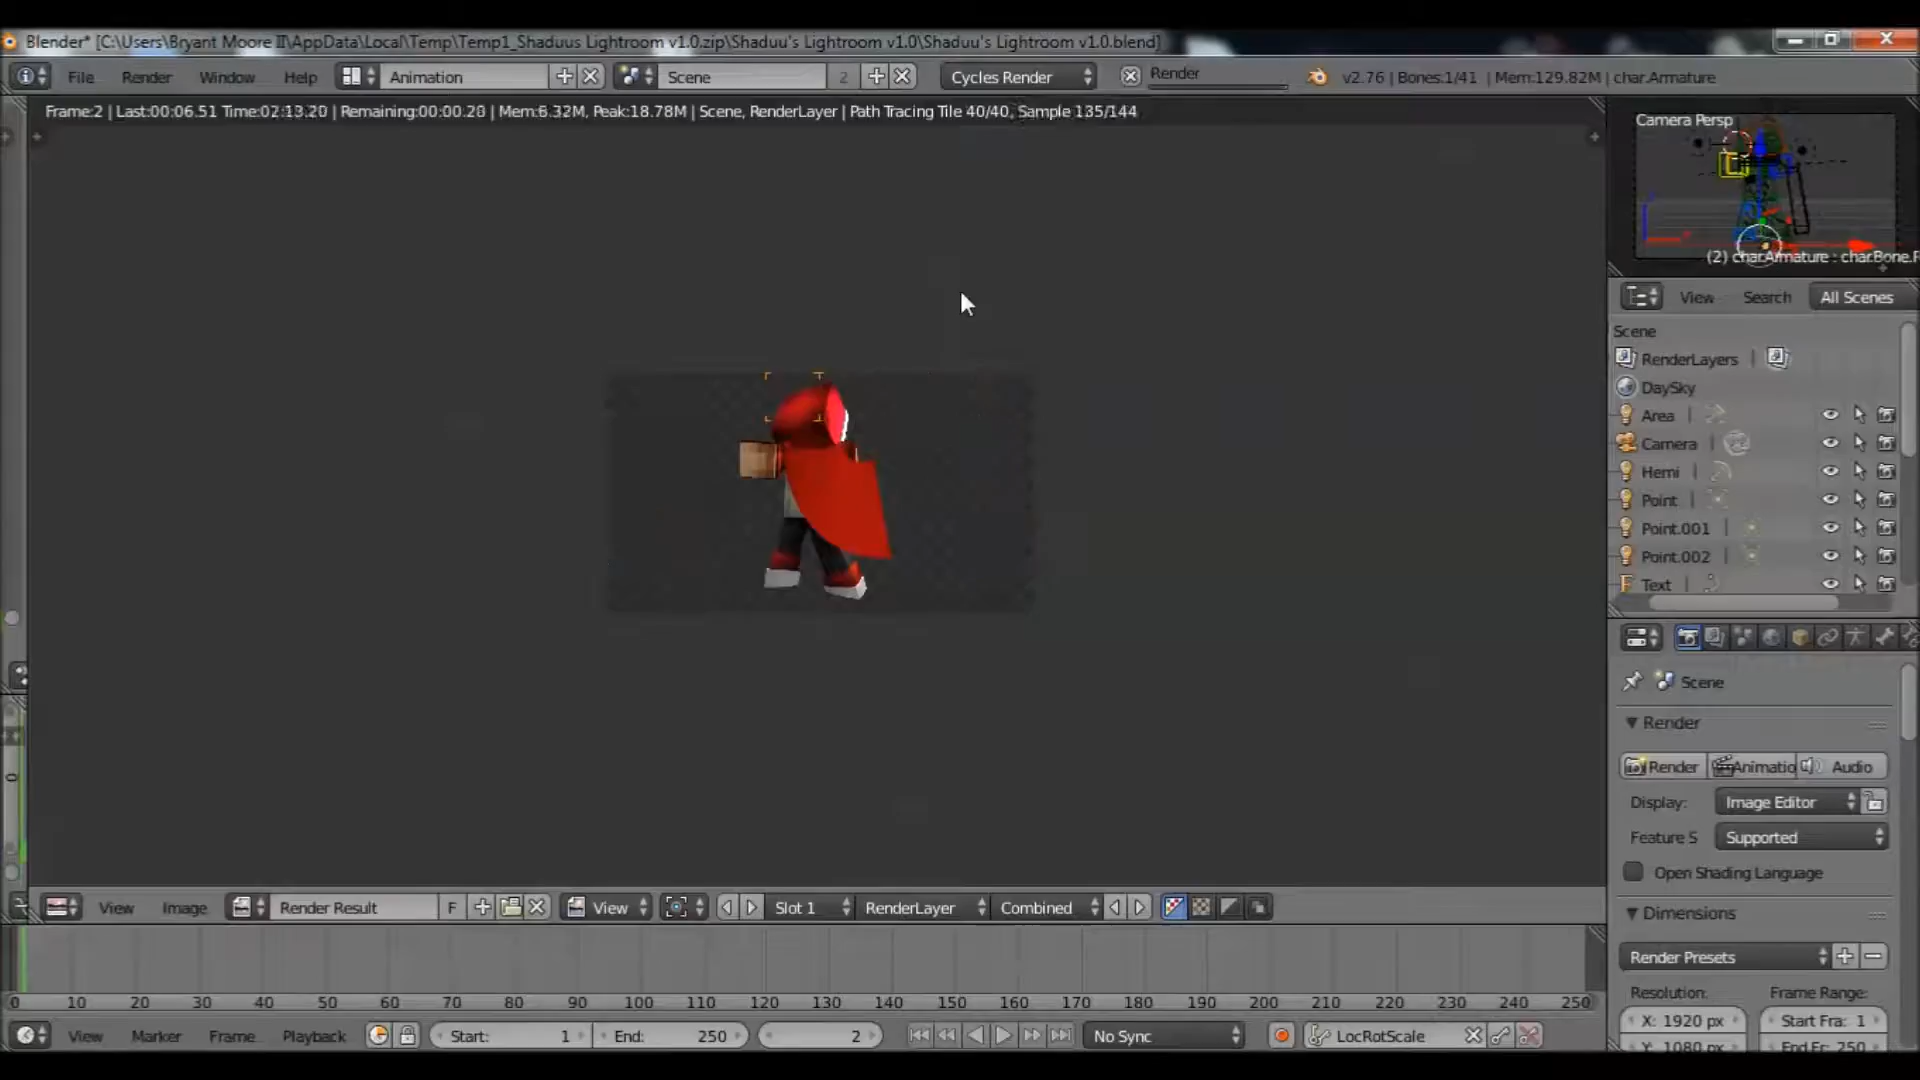 Blender* [C:\Users\Bryant Moore II\AppData\Local\Temp\Temp1_Shaduus Lightroom v1.0.zip\Shaduu's Lightroom v1.0\Shaduu's Lightroom v1.0.blend]
File Render Window Help Animation Scene 2 Cycles Render Render v2.76 | Bones:1/41 | Mem:129.82M | char.Armature
Frame:2 | Last:00:06.51 Time:02:13.20 | Remaining:00:00.20 | Mem:6.32M, Peak:18.78M | Scene, RenderLayer | Path Tracing Tile 40/40, Sample 135/144
Camera Persp
(2) char.Armature : char.Bone.F
View Search All Scenes
Scene
RenderLayers
DaySky
Area
Camera
Hemi
Point
Point.001
Point.002
Text
Scene
Render
Render Animatio Audio
Display: Image Editor
Feature S Supported
Open Shading Language
Dimensions
Render Presets
Resolution: Frame Range:
X: 1920 px Start Fra: 1
Y: 1080 px End Fr: 250
0
View Image Render Result F View Slot 1 RenderLayer Combined
0 10 20 30 40 50 60 70 80 90 100 110 120 130 140 150 160 170 180 190 200 210 220 230 240 250
View Marker Frame Playback Start: 1 End: 250 2 No Sync LocRotScale